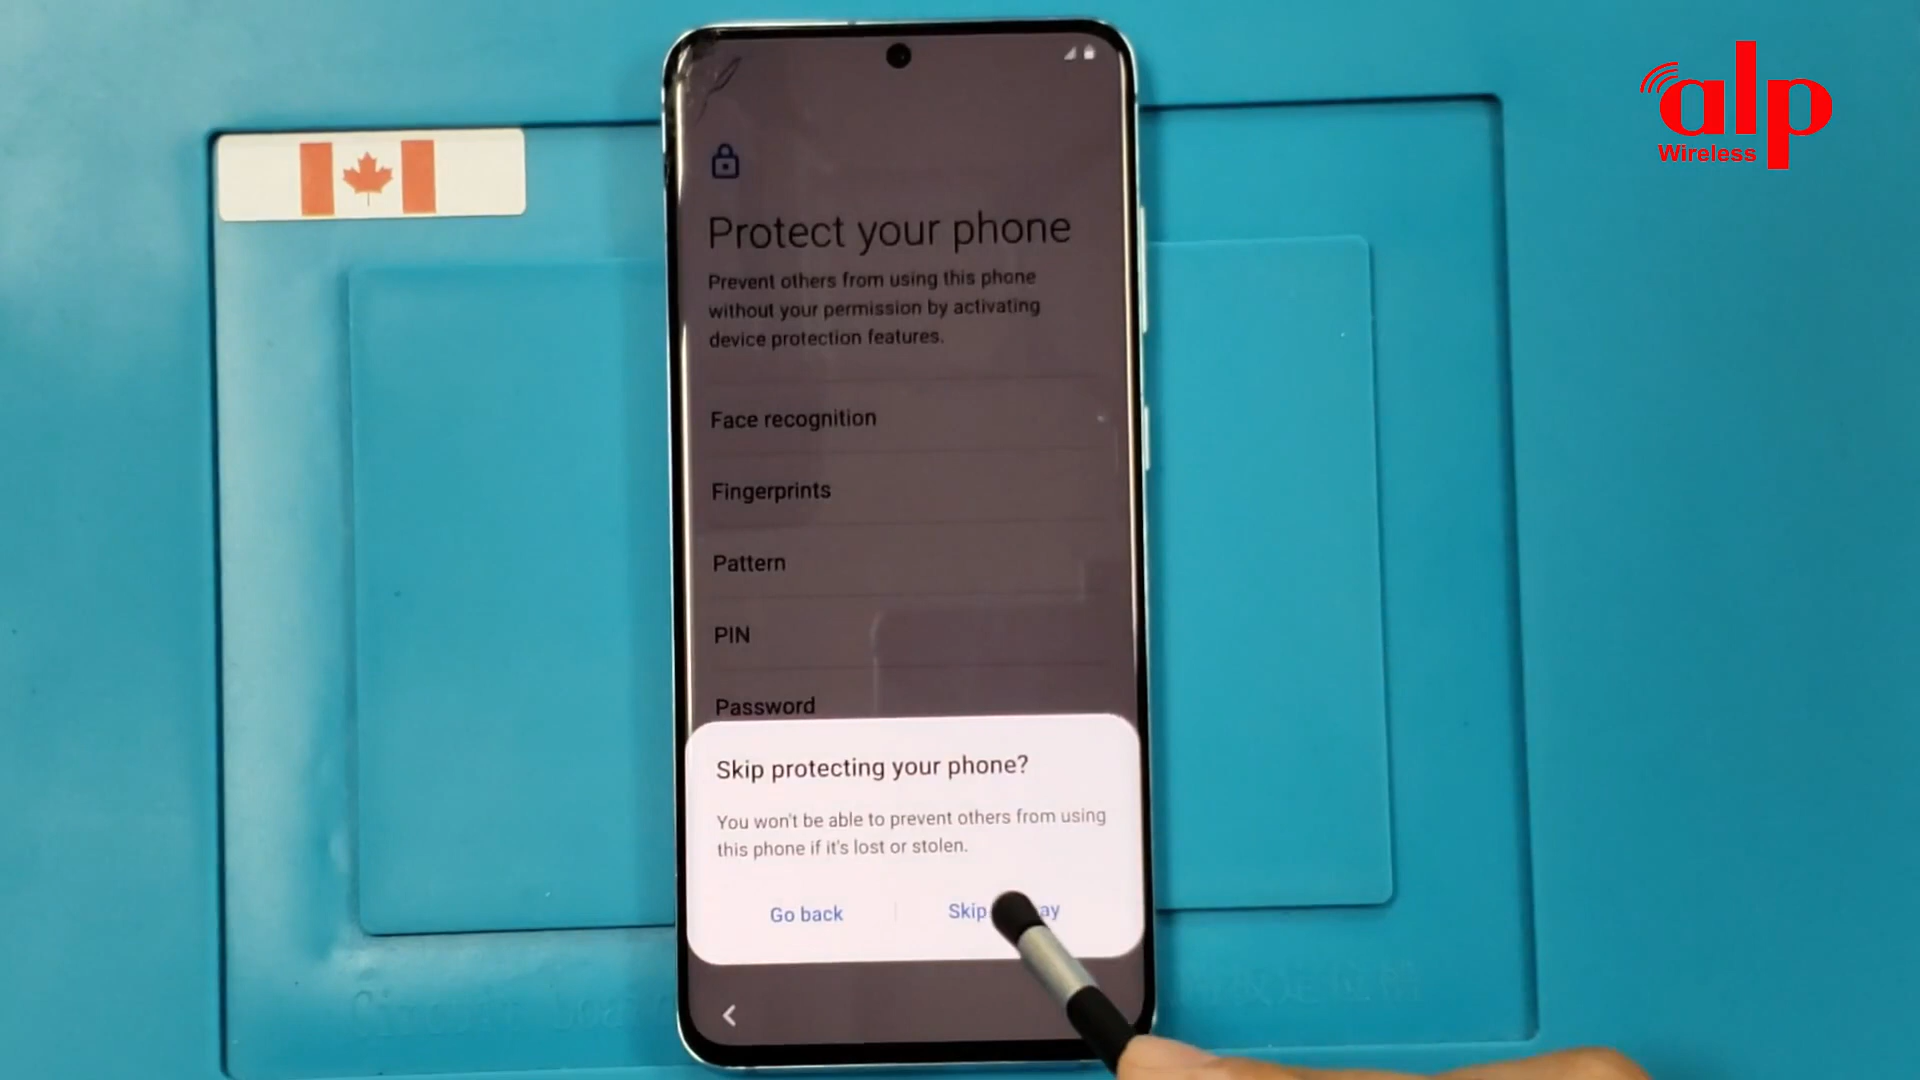 alp
Wireless
Protect your phone
Prevent others from using this phone
without your permission by activating
device protection features.
Face recognition
Fingerprints
Pattern
PIN
Password
Skip protecting your phone?
You won't be able to prevent others from using
this phone if it's lost or stolen.
Go back
Skip